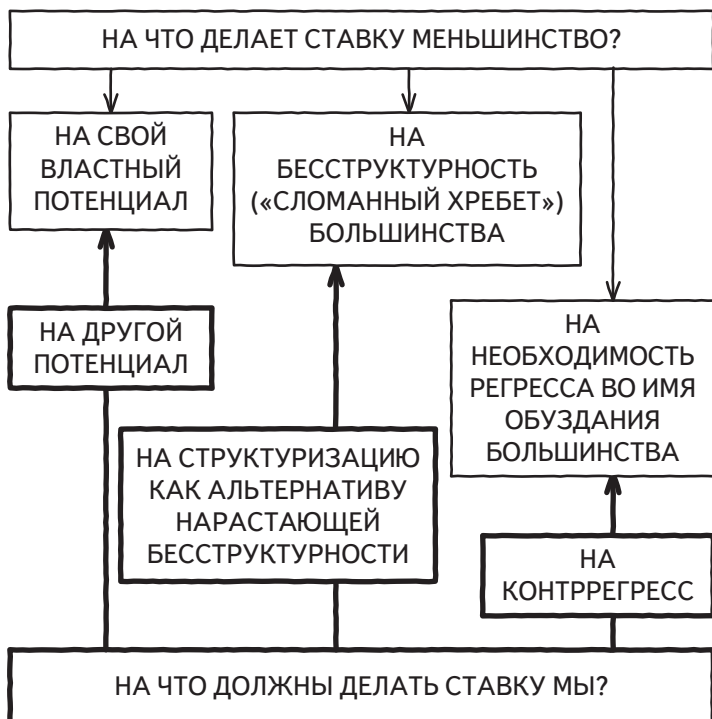 НА ЧТО ДЕЛАЕТ СТАВКУ МЕНЬШИНСТВО?
НА СВОЙ
ВЛАСТНЫЙ
ПОТЕНЦИАЛ
НА
БЕССТРУКТУРНОСТЬ
(«СЛОМАННЫЙ ХРЕБЕТ»)
БОЛЬШИНСТВА
НА ДРУГОЙ
ПОТЕНЦИАЛ
НА
НЕОБХОДИМОСТЬ
РЕГРЕССА ВО ИМЯ
ОБУЗДАНИЯ
БОЛЬШИНСТВА
НА СТРУКТУРИЗАЦИЮ
КАК АЛЬТЕРНАТИВУ
НАРАСТАЮЩЕЙ
БЕССТРУКТУРНОСТИ
НА
КОНТРРЕГРЕСС
НА ЧТО ДОЛЖНЫ ДЕЛАТЬ СТАВКУ МЫ?